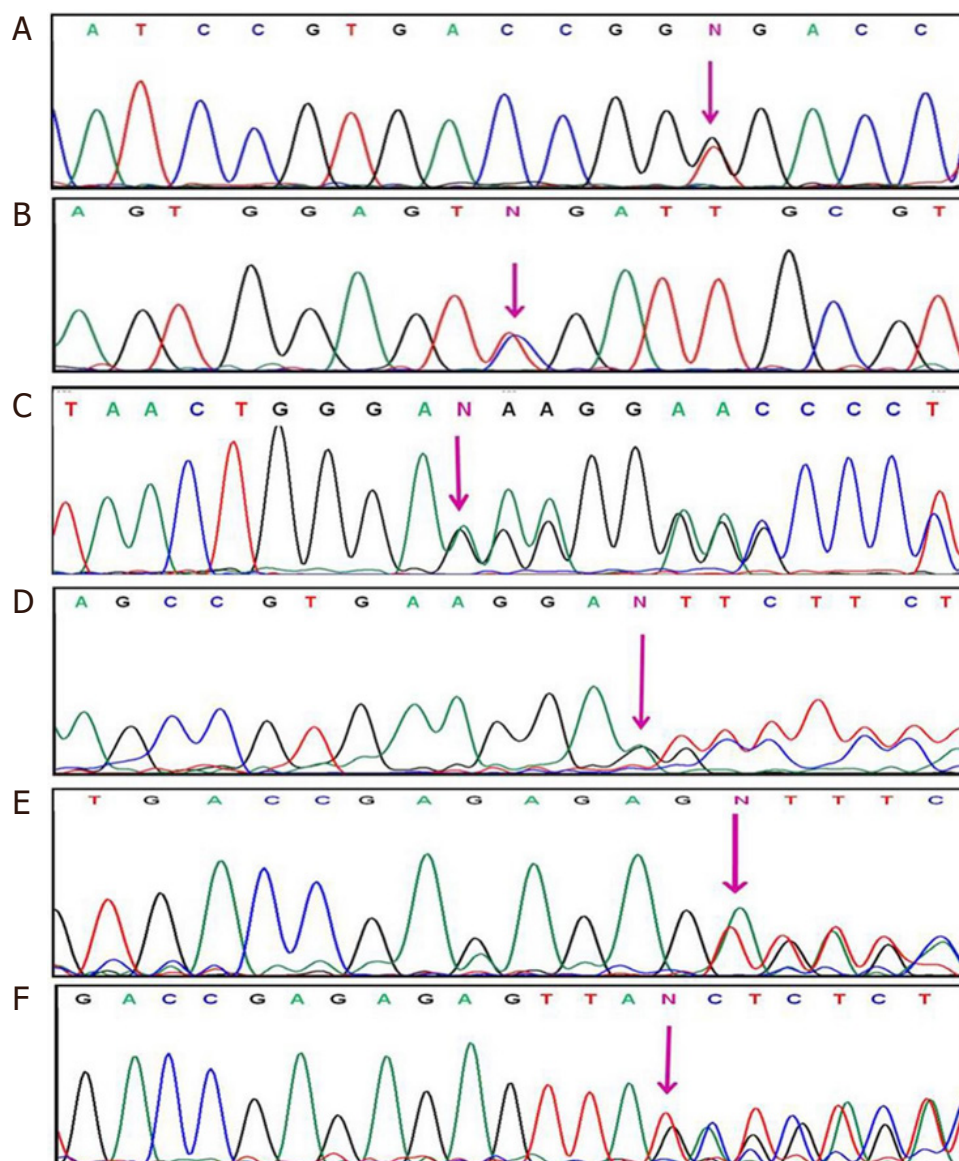 A
A T C C G T G A C C G G N G A C C
B
A G T G G A G T N G A T T G C G T
C
T A A C T G G G A N A A G G A A C C C C T
D
A G C C G T G A A G G A N T T C T T C T
E
T G A C C G A G A G A G N T T T C
F
G A C C G A G A G A G T T A N C T C T C T